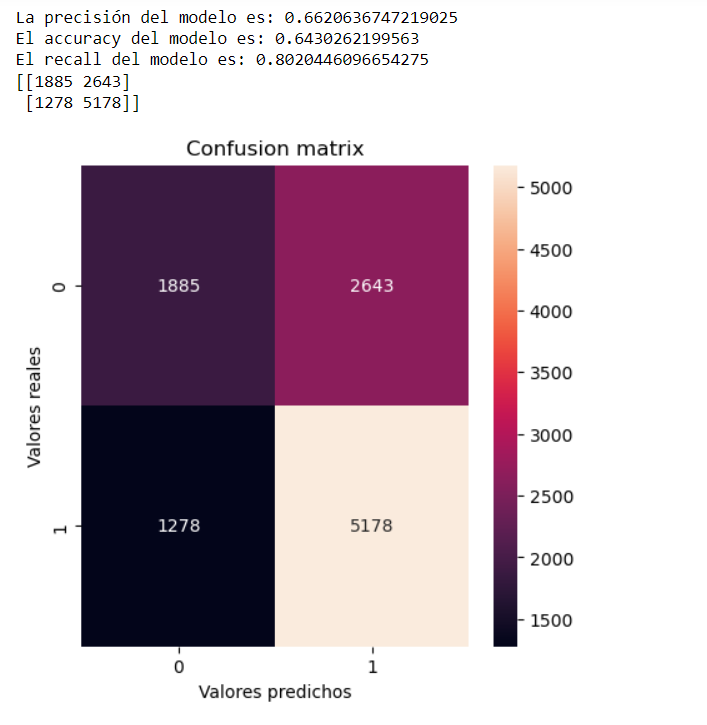 La precisión del modelo es: 0.6620636747219025
El accuracy del modelo es: 0.6430262199563
El recall del modelo es: 0.8020446096654275
[[1885 2643]
 [1278 5178]]
Confusion matrix
5000
4500
4000
3500
3000
2500
2000
1500
0
1885 2643
Valores reales
1
1278 5178
0 1
Valores predichos